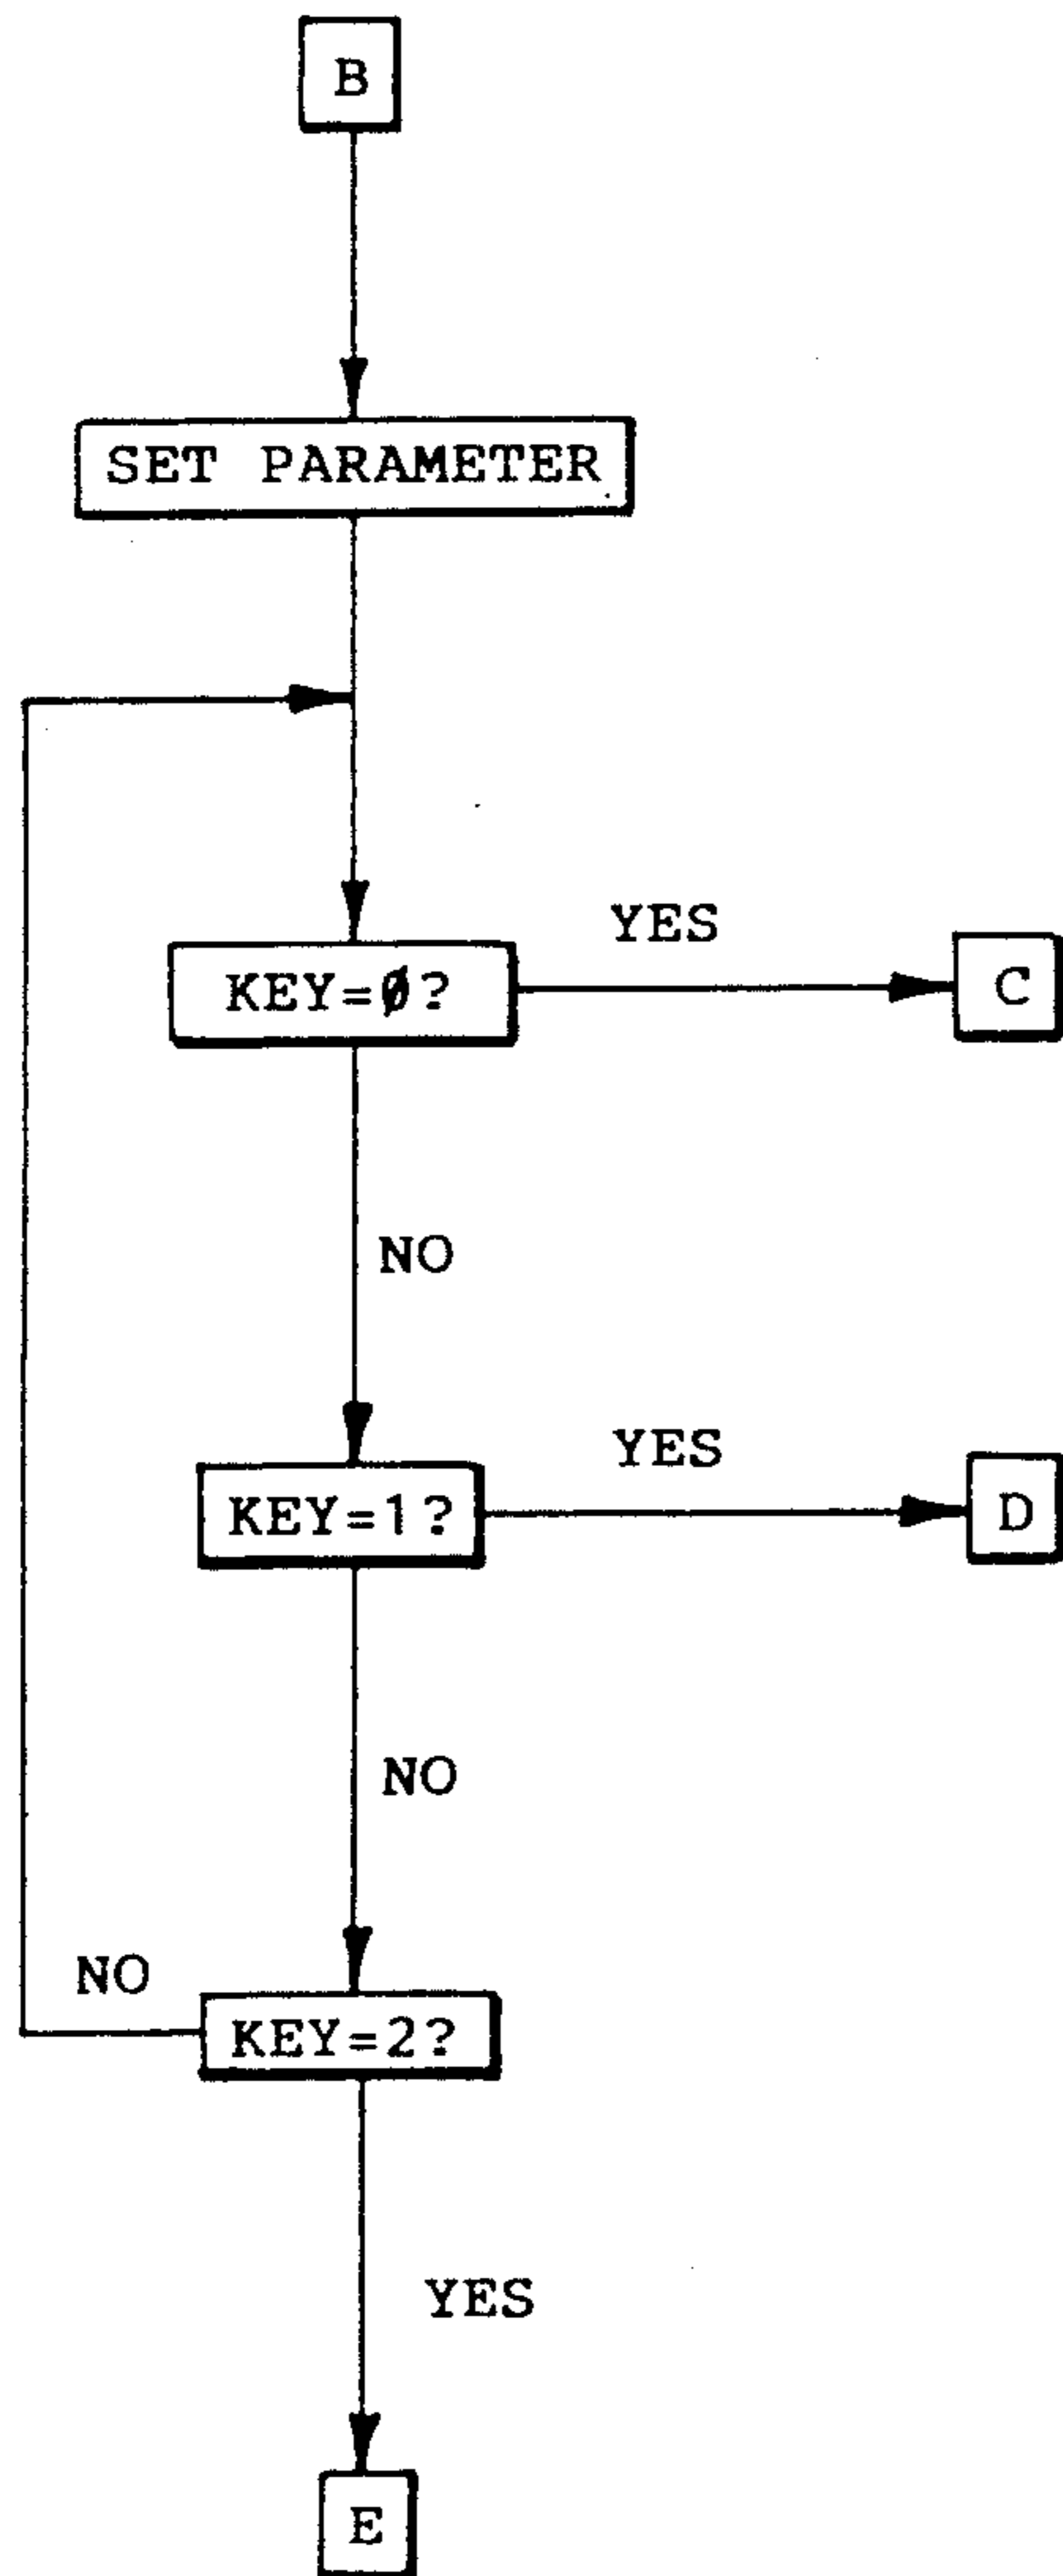 B
SET PARAMETER
YES
KEY=Ø?
C
NO
YES
KEY=1?
D
NO
NO
KEY=2?
YES
E